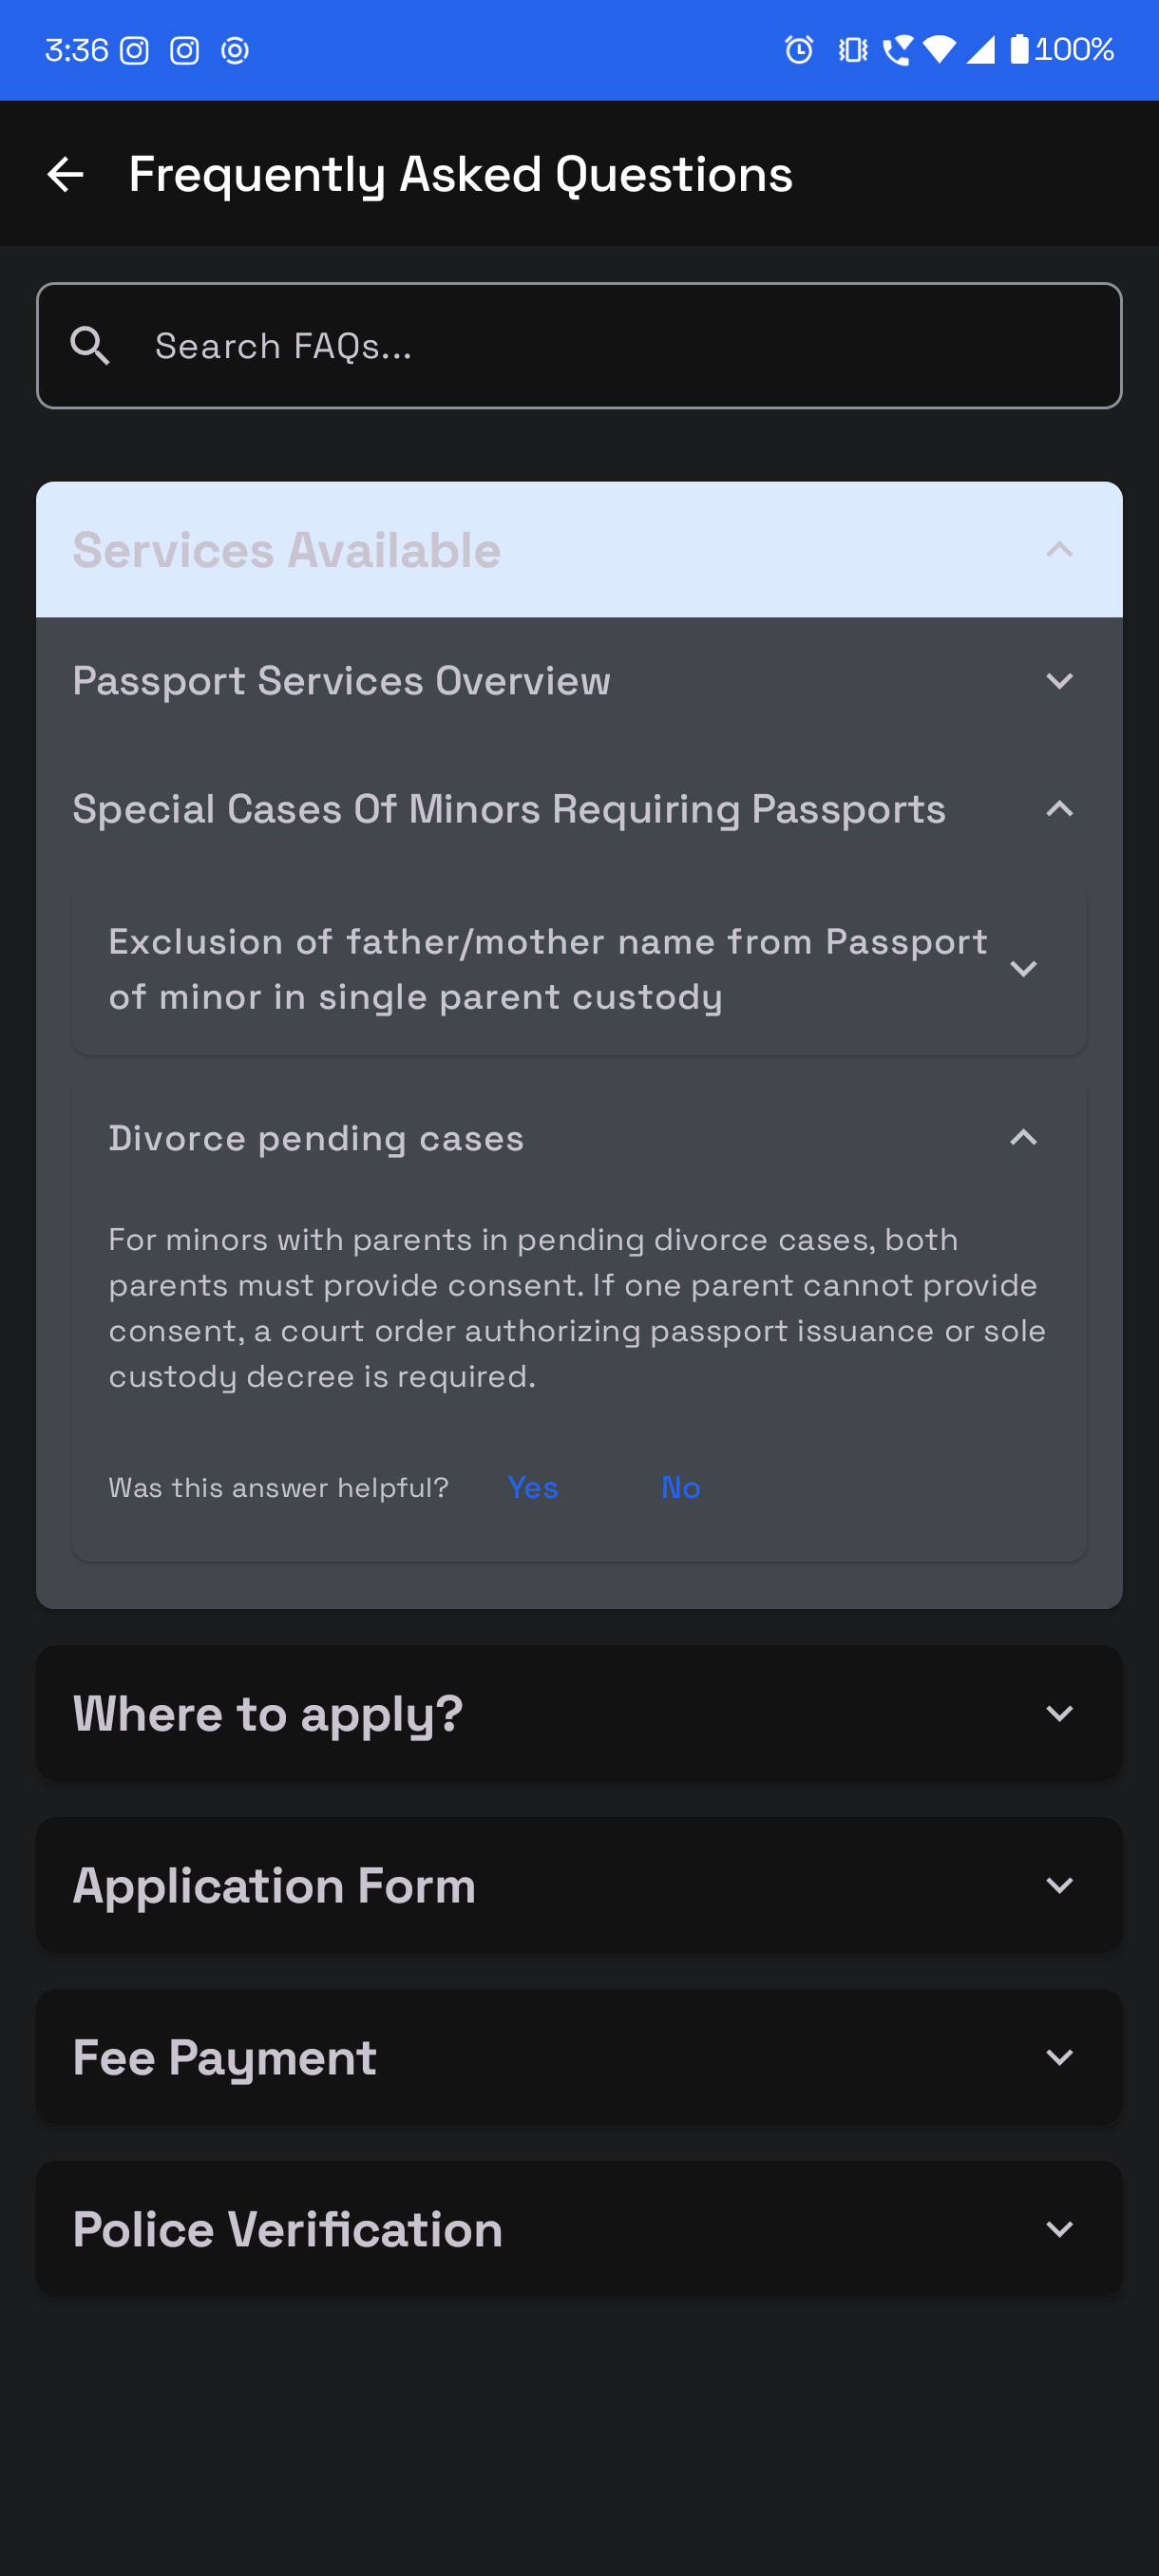 3:36
100%
Frequently Asked Questions
Search FAQs...
Services Available
Passport Services Overview
Special Cases Of Minors Requiring Passports
Exclusion of father/mother name from Passport
of minor in single parent custody
Divorce pending cases
For minors with parents in pending divorce cases, both
parents must provide consent. If one parent cannot provide
consent, a court order authorizing passport issuance or sole
custody decree is required.
Was this answer helpful? Yes No
Where to apply?
Application Form
Fee Payment
Police Verification